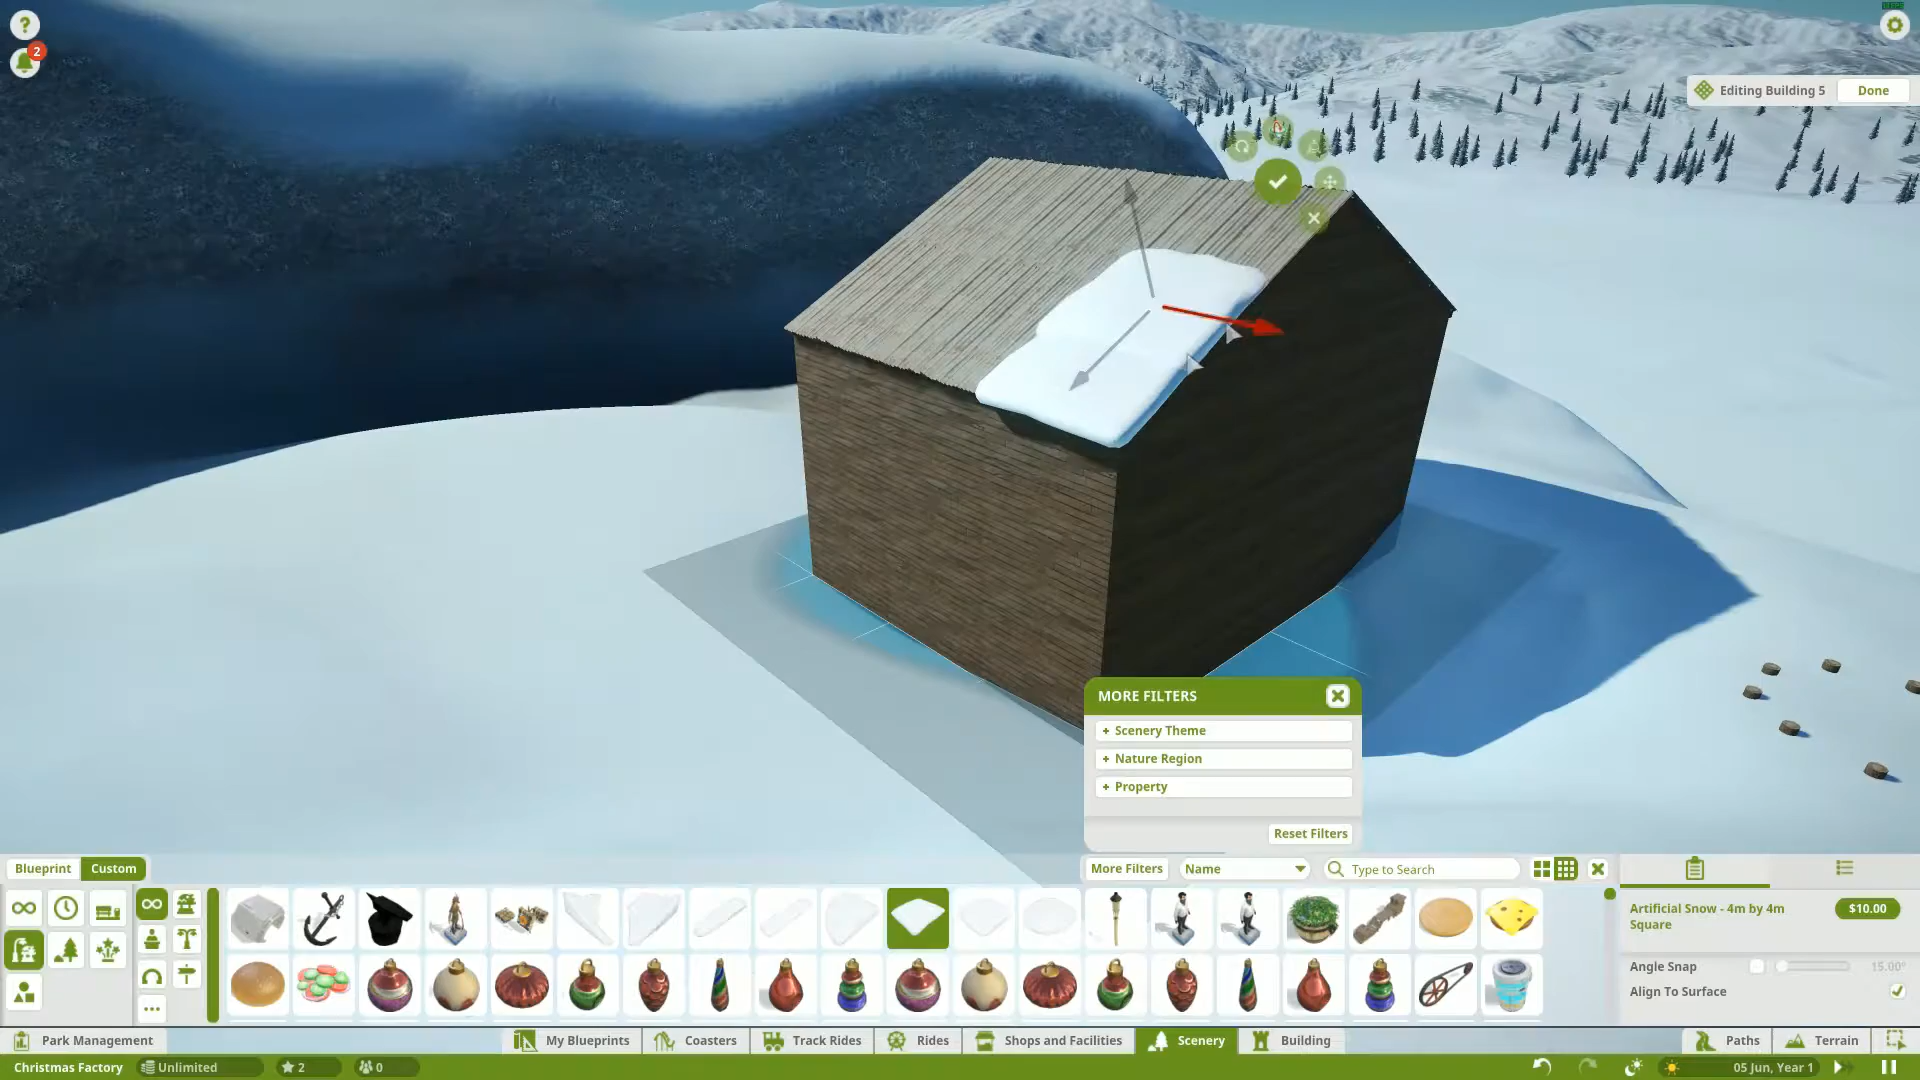 ?
2
Editing Building 5
Done
MORE FILTERS
+ Scenery Theme
+ Nature Region
+ Property
Reset Filters
Blueprint
Custom
More Filters
Name
Type to Search
Artificial Snow - 4m by 4m
Square
$10.00
Angle Snap
15.00°
Align To Surface
Park Management
My Blueprints
Coasters
Track Rides
Rides
Shops and Facilities
Scenery
Building
Paths
Terrain
Christmas Factory
Unlimited
2
0
05 Jun, Year 1